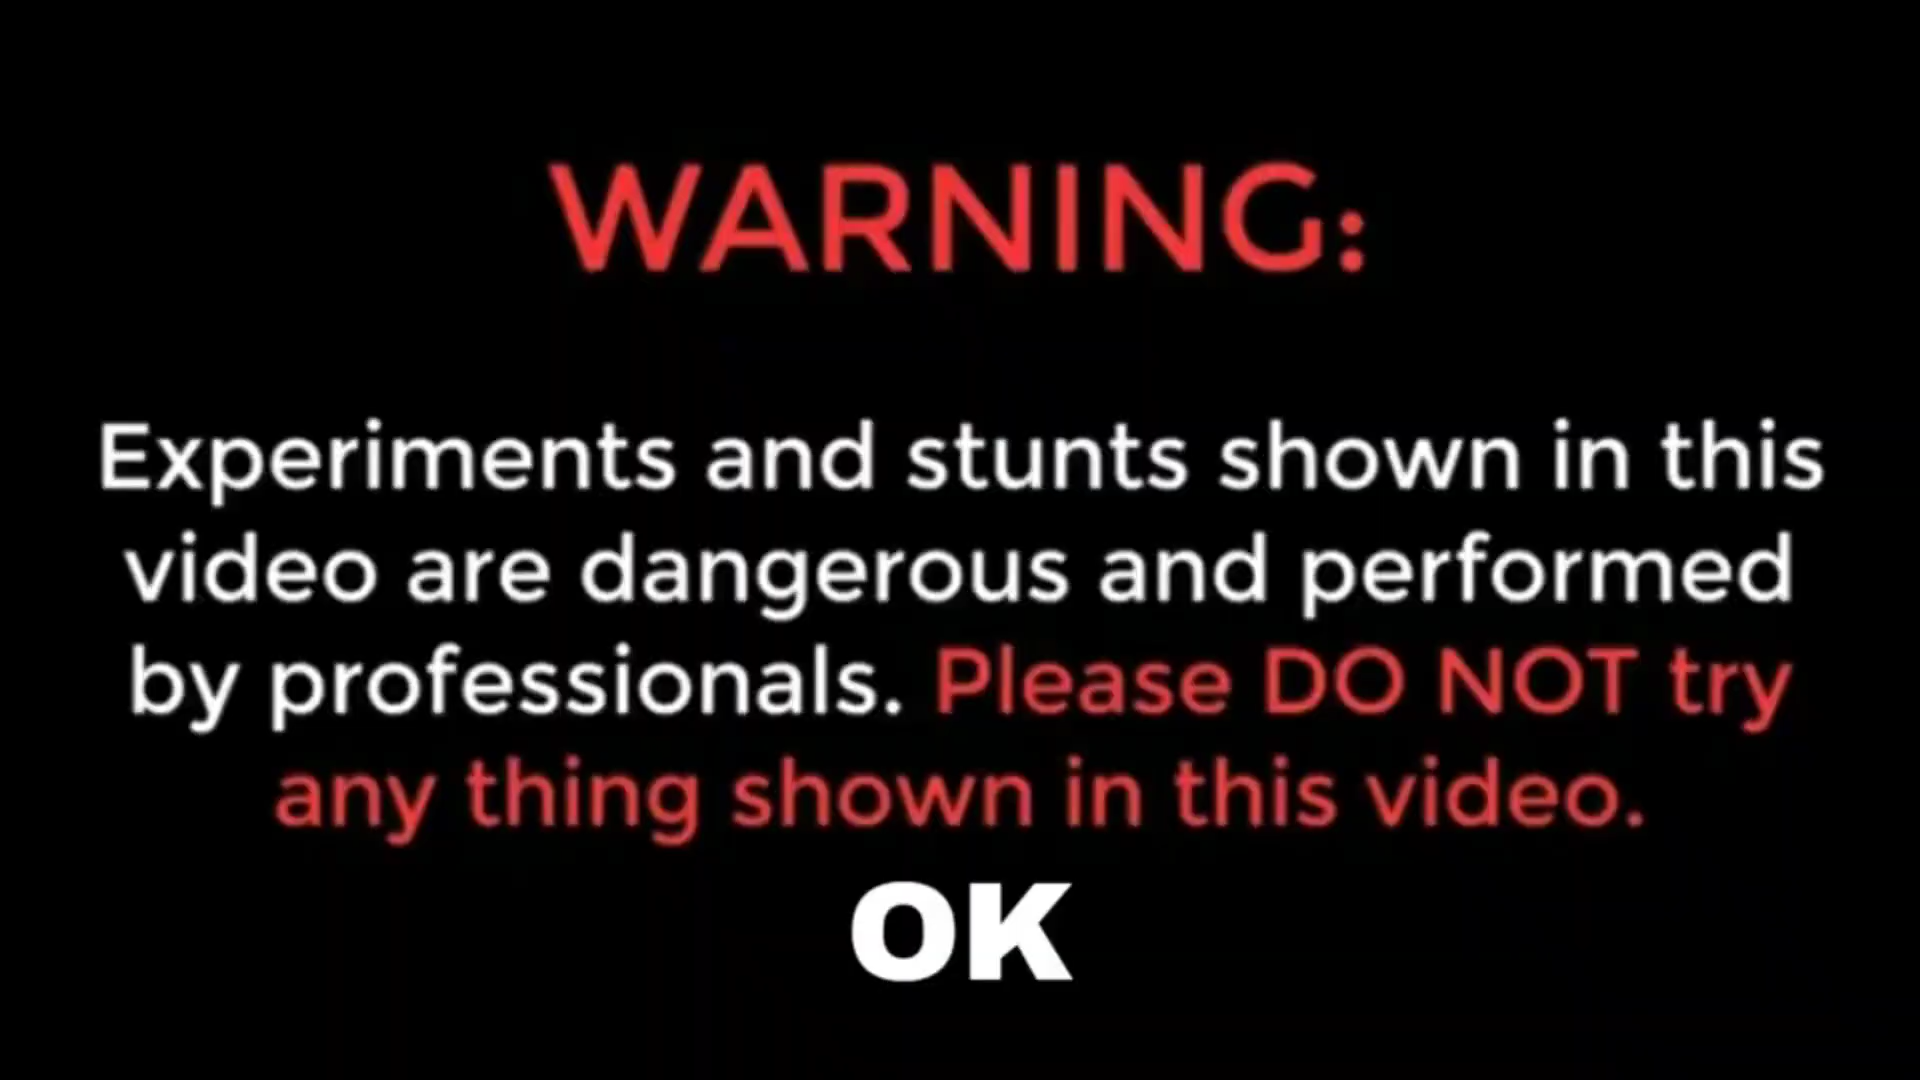 WARNING:
Experiments and stunts shown in this
video are dangerous and performed
by professionals. Please DO NOT try
any thing shown in this video.
OK